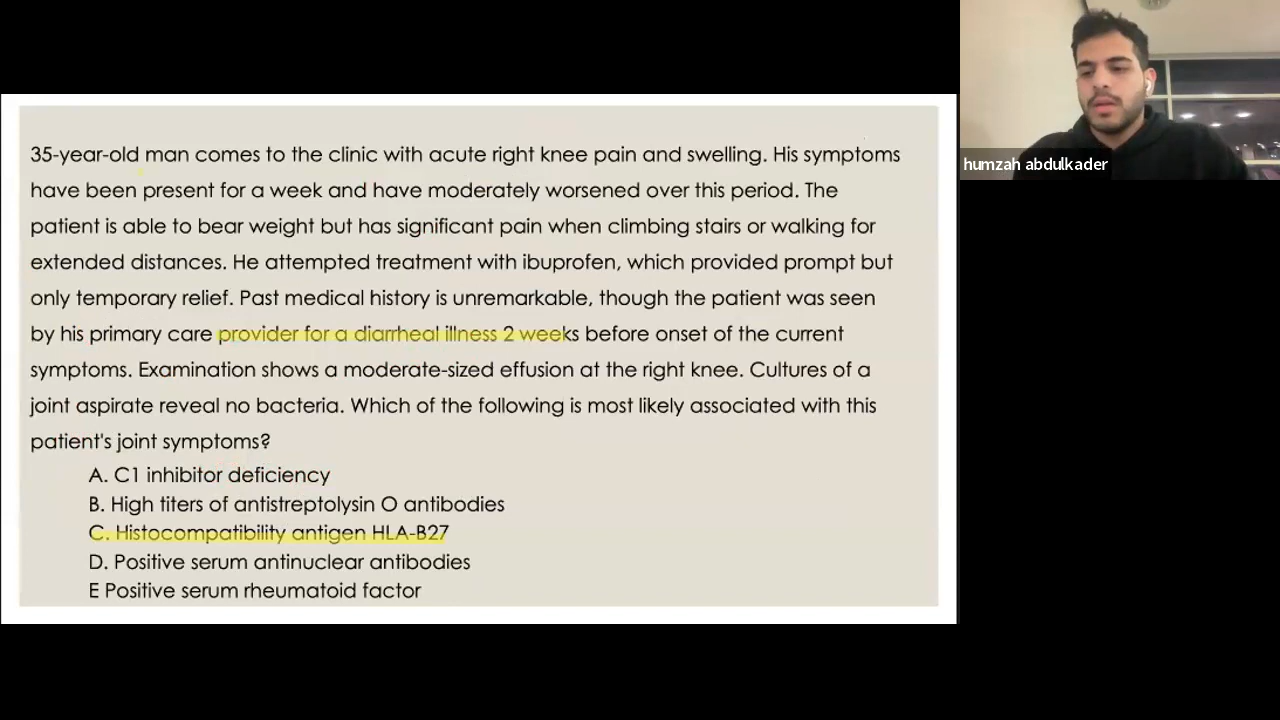 35-year-old man comes to the clinic with acute right knee pain and swelling. His symptoms
have been present for a week and have moderately worsened over this period. The
patient is able to bear weight but has significant pain when climbing stairs or walking for
extended distances. He attempted treatment with ibuprofen, which provided prompt but
only temporary relief. Past medical history is unremarkable, though the patient was seen
by his primary care provider for a diarrheal illness 2 weeks before onset of the current
symptoms. Examination shows a moderate-sized effusion at the right knee. Cultures of a
joint aspirate reveal no bacteria. Which of the following is most likely associated with this
patient's joint symptoms?
A. C1 inhibitor deficiency
B. High titers of antistreptolysin O antibodies
C. Histocompatibility antigen HLA-B27
D. Positive serum antinuclear antibodies
E Positive serum rheumatoid factor
humzah abdulkader